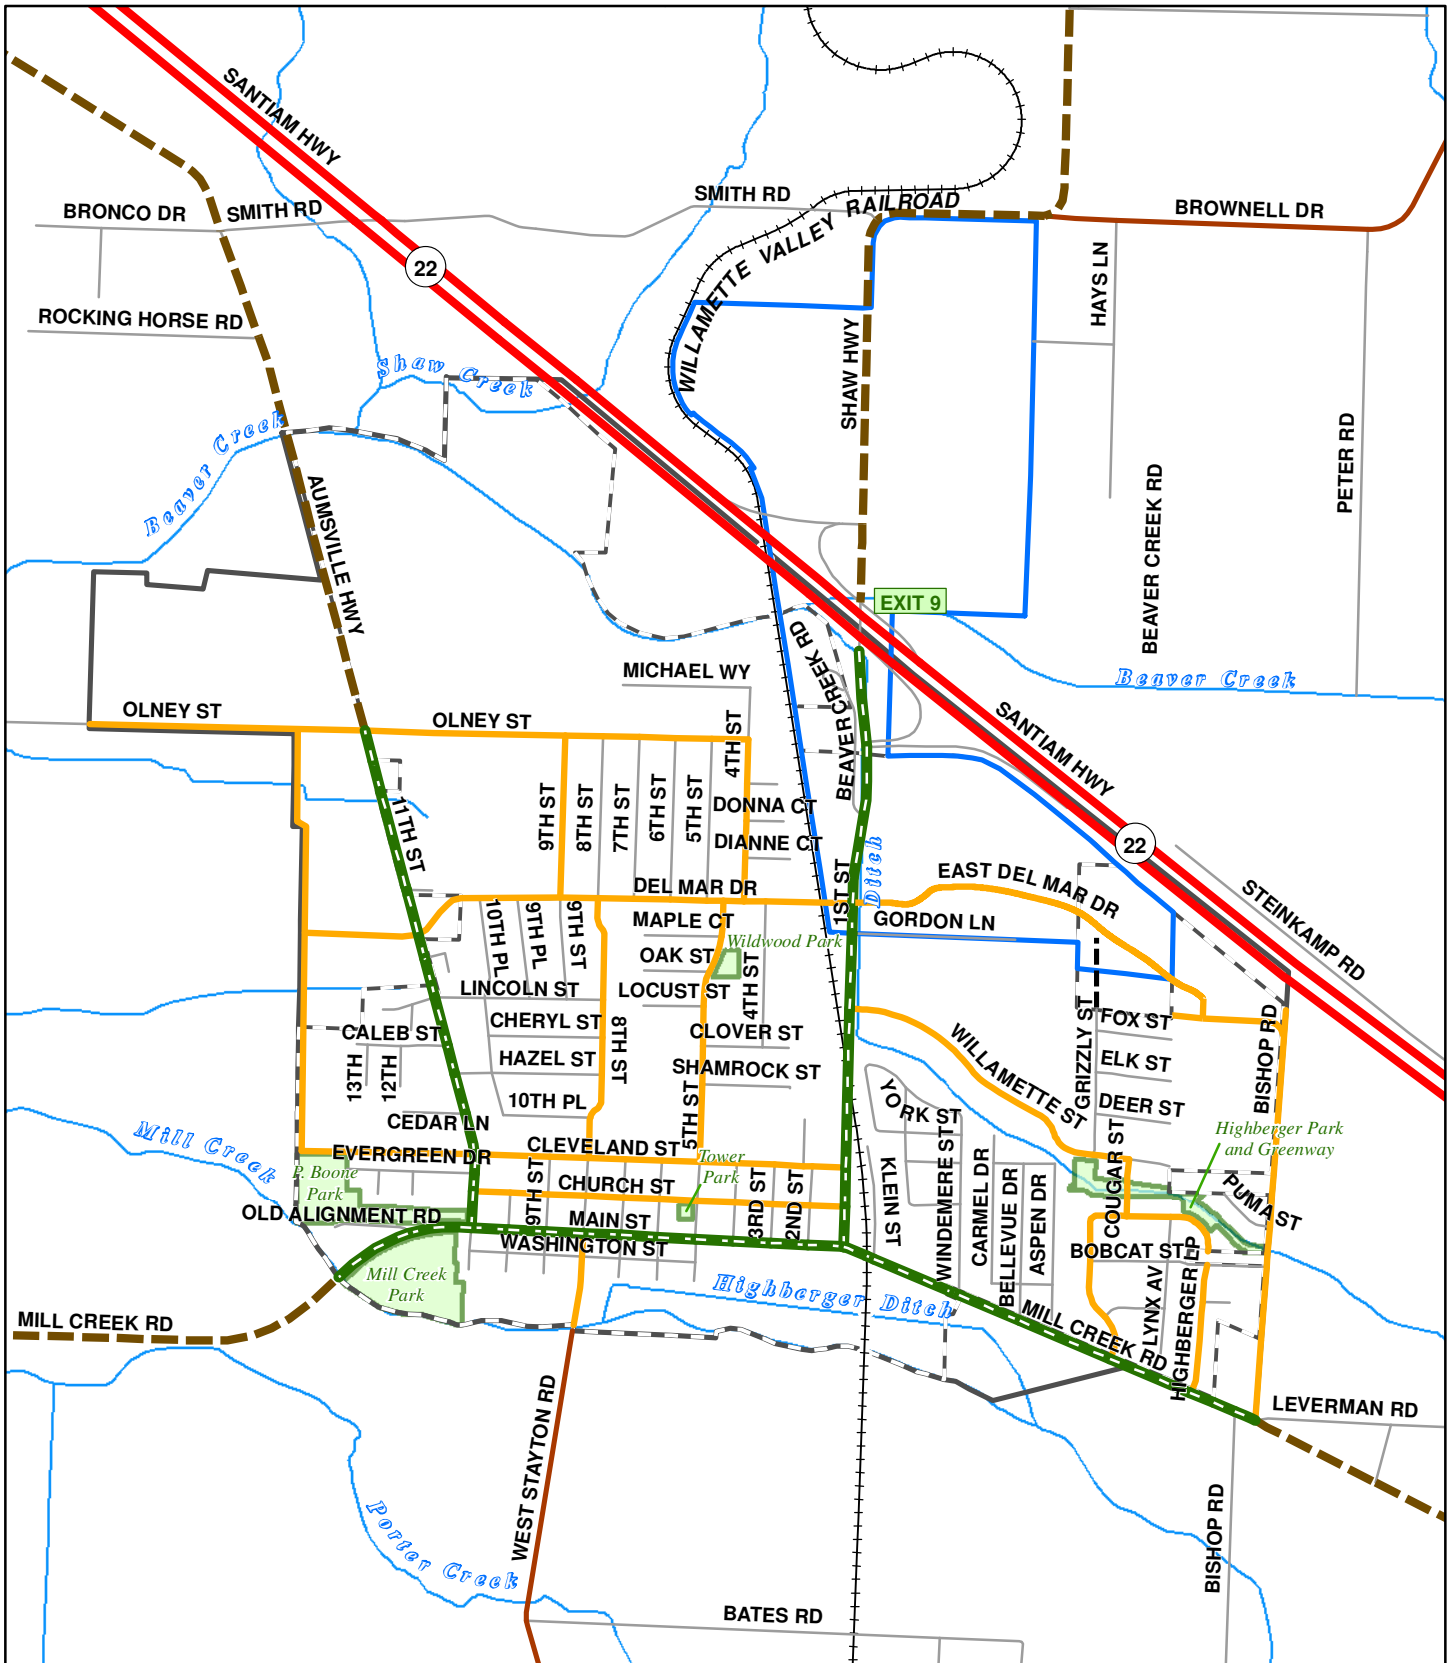 SANTIAM HWY
BRONCO DR
SMITH RD
SMITH RD
WILLAMETTE VALLEY RAILROAD
BROWNELL DR
22
HAYS LN
ROCKING HORSE RD
SHAW HWY
Shaw Creek
Beaver Creek
PETER RD
BEAVER CREEK RD
AUMSVILLE HWY
EXIT 9
BEAVERCREEK RD
MICHAEL WY
Beaver Creek
OLNEY ST
OLNEY ST
4TH ST
SANTIAM HWY
11TH ST
9TH ST
8TH ST
7TH ST
6TH ST
5TH ST
DONNA CT
DIANNE CT
22
Ditch
1ST ST
DEL MAR DR
EAST DEL MAR DR
STEINKAMP RD
GORDON LN
10TH PL
9TH PL
9TH ST
MAPLE CT
Wildwood Park
OAK ST
4TH ST
LINCOLN ST
LOCUST ST
CHERYL ST
CLOVER ST
CALEB ST
8TH ST
WILLAMETTE ST
GRIZZLY ST
FOX ST
BISHOP RD
HAZEL ST
SHAMROCK ST
ELK ST
13TH
12TH
10TH PL
5TH ST
YORK ST
DEER ST
CEDAR LN
Mill Creek
EVERGREEN DR
CLEVELAND ST
Tower
Park
Highberger Park
and Greenway
P. Boone
Park
CHURCH ST
9TH ST
3RD ST
2ND ST
KLEIN ST
WINDEMERE ST
CARMEL DR
BELLEVUE DR
ASPEN DR
COUGAR ST
PUMA ST
OLD ALIGNMENT RD
MAIN ST
WASHINGTON ST
BOBCAT ST
Mill Creek
Park
Highberger Ditch
LYNX AV
HIGHBERGER LP
MILL CREEK RD
MILL CREEK RD
LEVERMAN RD
WEST STAYTON RD
Porter Creek
BISHOP RD
BATES RD